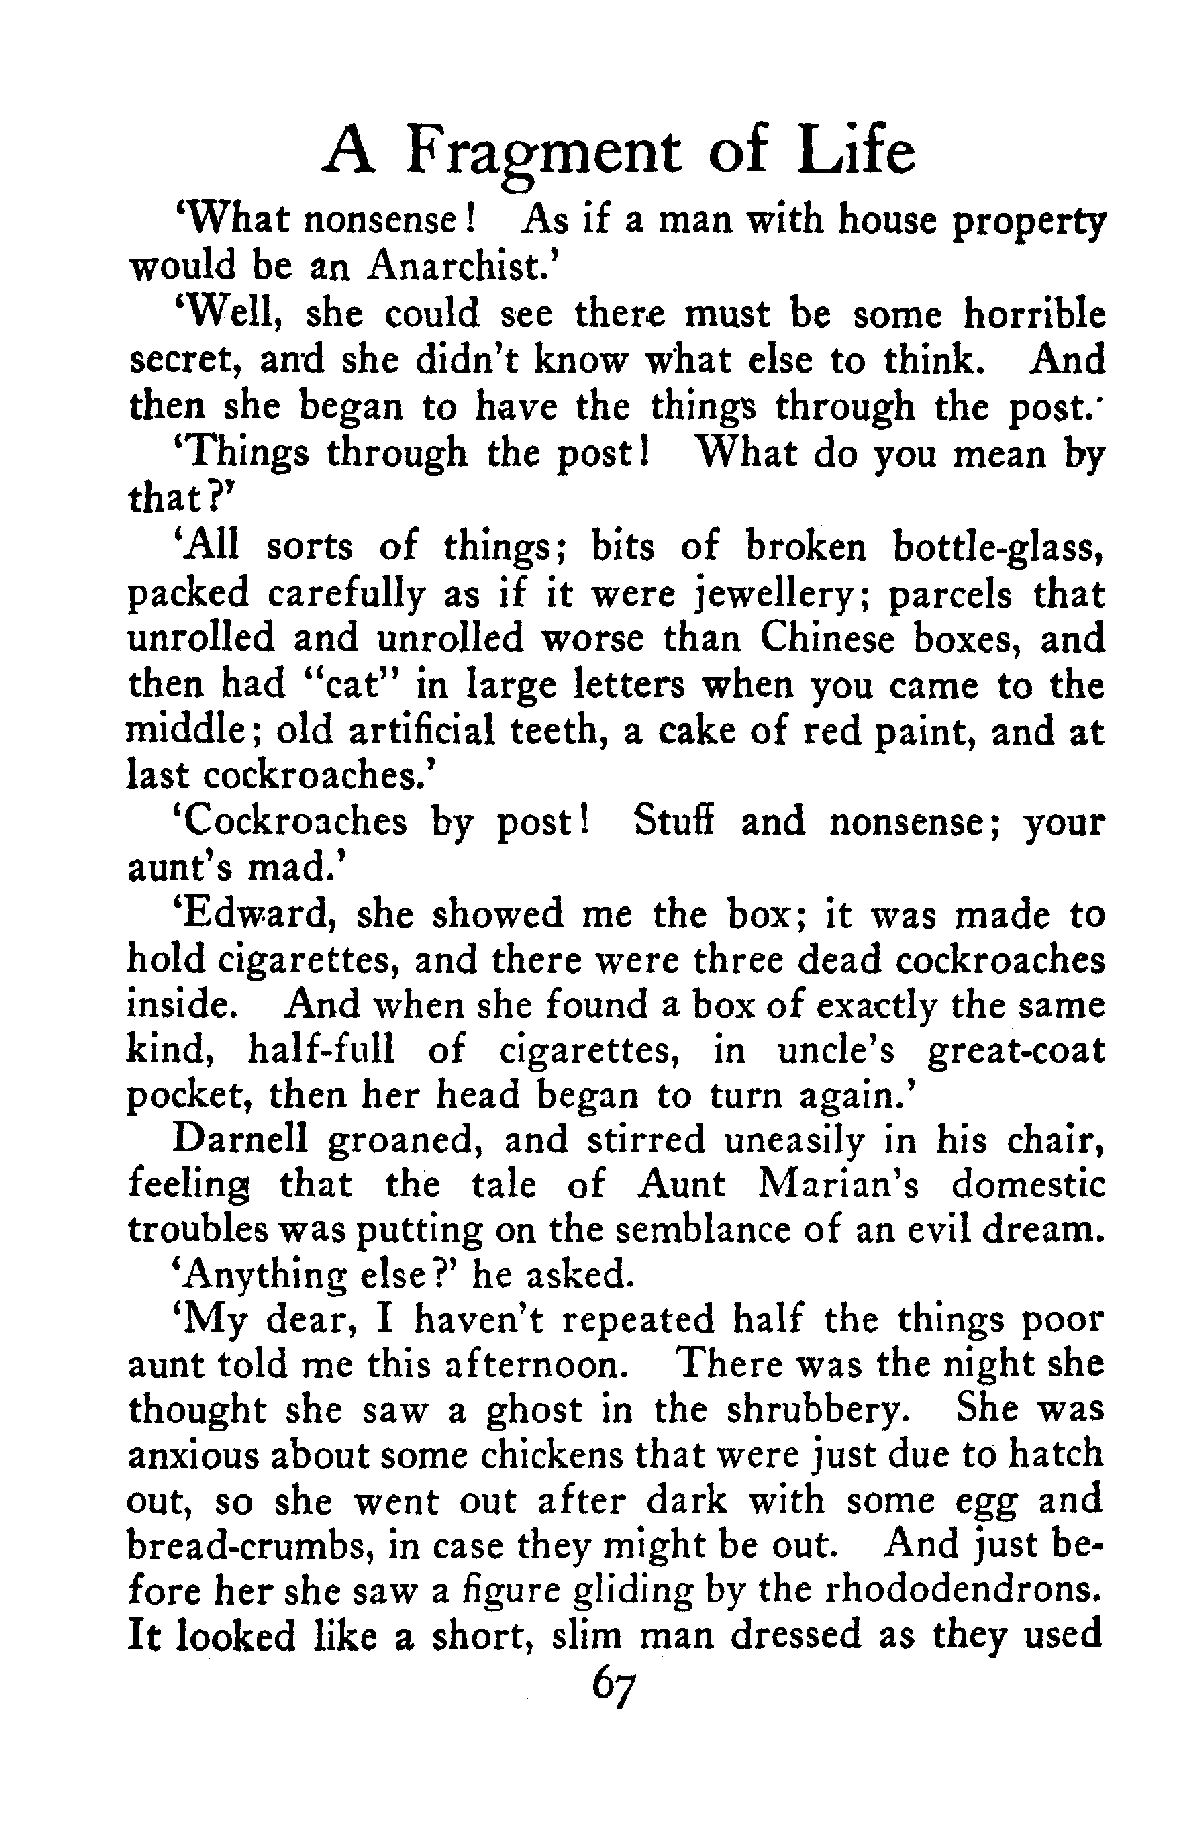 A Fragment of Life
‘What nonsense! As if a man with house property
would be an Anarchist.’
‘Well, she could see there must be some horrible
secret, and she didn’t know what else to think. And
then she began to have the things through the post.’
‘Things through the post! What do you mean by
that?’
‘All sorts of things; bits of broken bottle-glass,
packed carefully as if it were jewellery; parcels that
unrolled and unrolled worse than Chinese boxes, and
then had “cat” in large letters when you came to the
middle; old artificial teeth, a cake of red paint, and at
last cockroaches.’
‘Cockroaches by post! Stuff and nonsense; your
aunt’s mad.’
‘Edward, she showed me the box; it was made to
hold cigarettes, and there were three dead cockroaches
inside. And when she found a box of exactly the same
kind, half-full of cigarettes, in uncle’s great-coat
pocket, then her head began to turn again.’
Darnell groaned, and stirred uneasily in his chair,
feeling that the tale of Aunt Marian’s domestic
troubles was putting on the semblance of an evil dream.
‘Anything else?’ he asked.
‘My dear, I haven’t repeated half the things poor
aunt told me this afternoon. There was the night she
thought she saw a ghost in the shrubbery. She was
anxious about some chickens that were just due to hatch
out, so she went out after dark with some egg and
bread-crumbs, in case they might be out. And just be-
fore her she saw a figure gliding by the rhododendrons.
It looked like a short, slim man dressed as they used
67